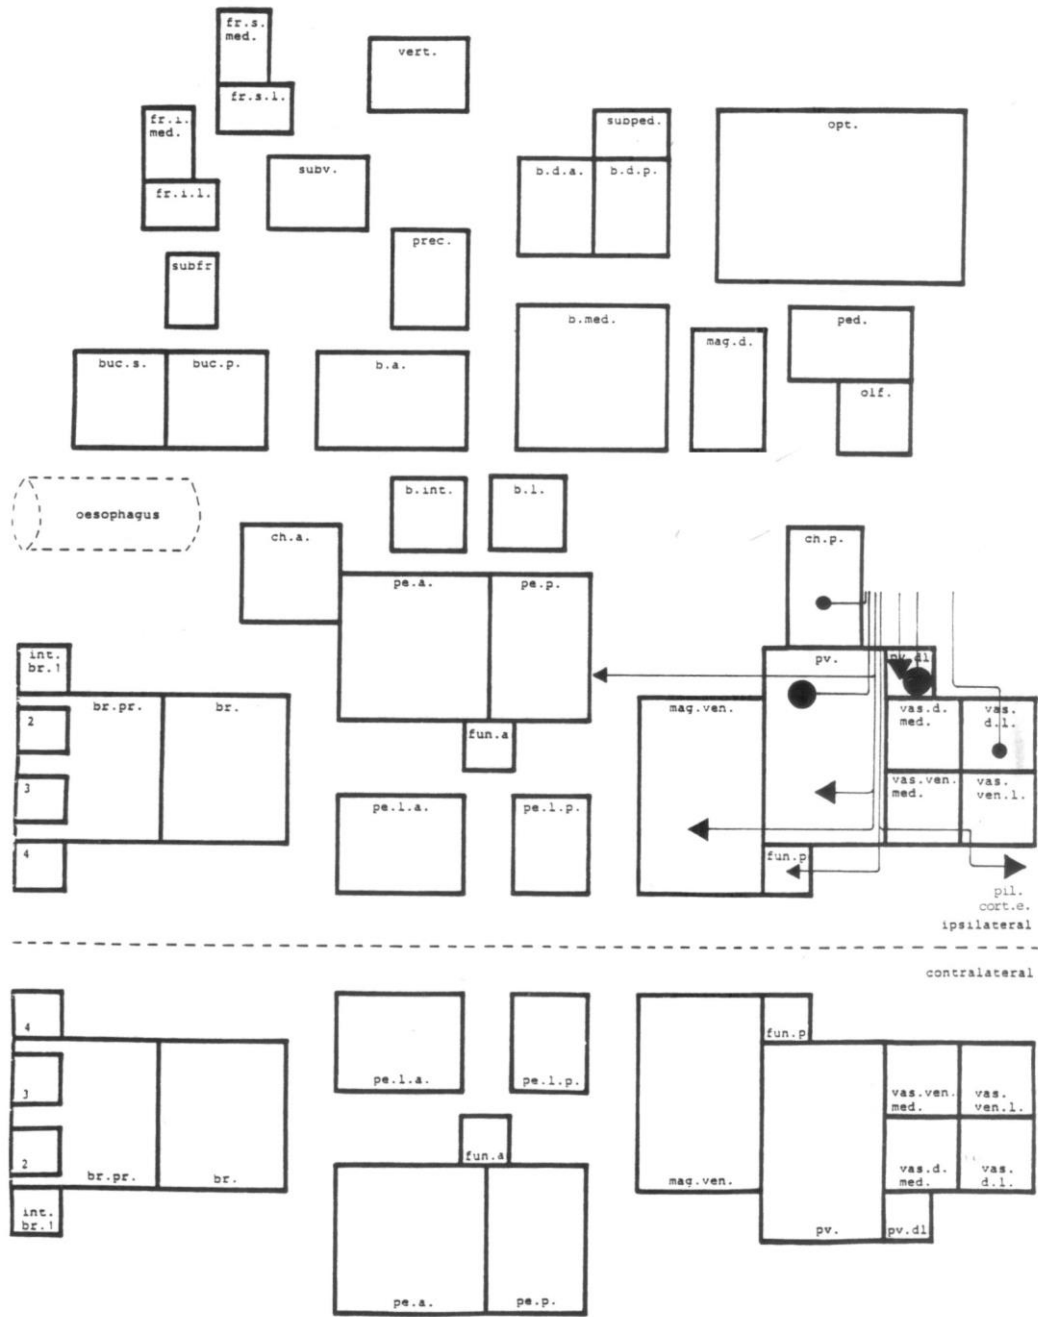 fr.s.
med.
vert.
fr.s.l.
fr.i.
med.
subped.
opt.
subv.
b.d.a.
b.d.p.
fr.i.l.
prec.
subfr
b.med.
ped.
mag.d.
buc.s.
buc.p.
b.a.
olf.
b.int.
b.l.
oesophagus
ch.a.
ch.p.
pe.a.
pe.p.
int.
br.1
pv.
pv.dl
br.pr.
br.
mag.ven.
vas.d.
med.
vas.
d.l.
2
fun.a
3
vas.ven.
med.
vas.
ven.l.
pe.l.a.
pe.l.p.
4
fun.p
pil.
cort.e.
ipsilateral
contralateral
4
fun.p
3
pe.l.a.
pe.l.p.
vas.ven.
med.
vas.
ven.l.
2
fun.a
br.pr.
br.
mag.ven.
vas.d.
med.
vas.
d.l.
int.
br.1
pv.
pv.dl
pe.a.
pe.p.